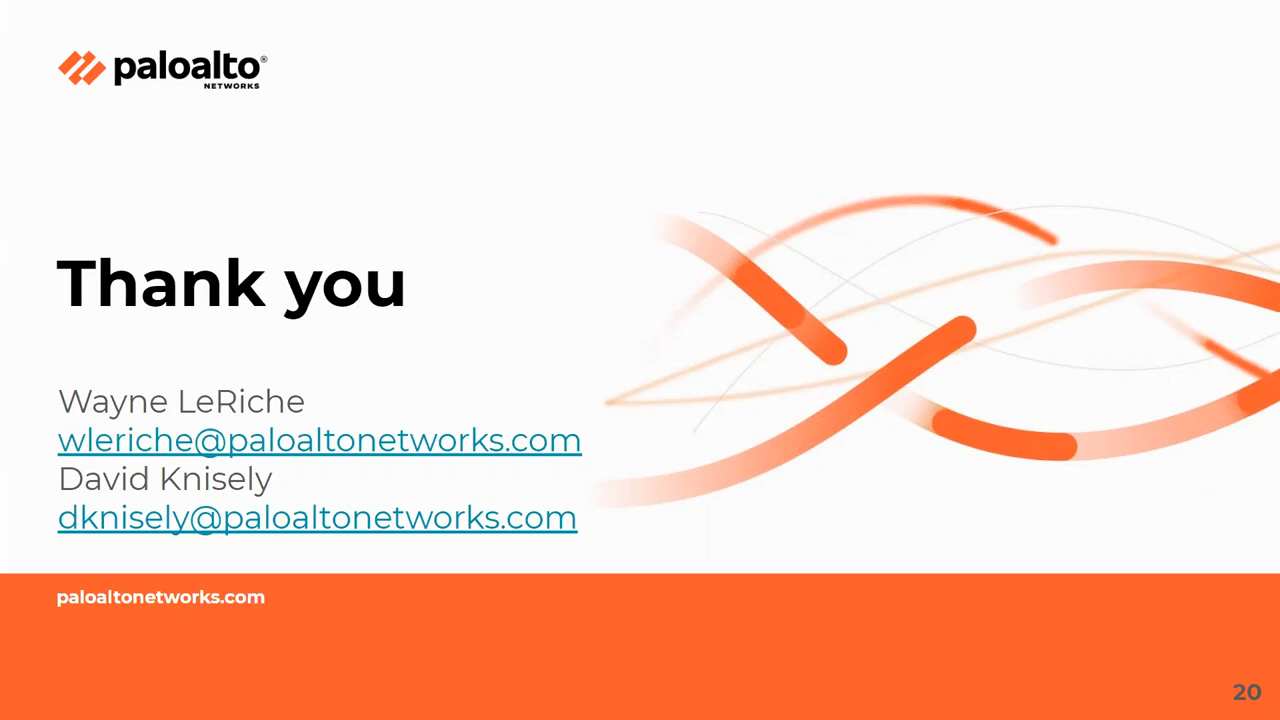 paloalto®
NETWORKS
Thank you
Wayne LeRiche
wleriche@paloaltonetworks.com
David Knisely
dknisely@paloaltonetworks.com
paloaltonetworks.com
20